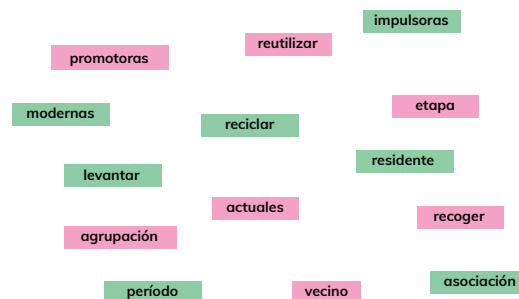 impulsoras
reutilizar
promotoras
etapa
modernas
reciclar
residente
levantar
actuales
recoger
agrupación
asociación
período
vecino